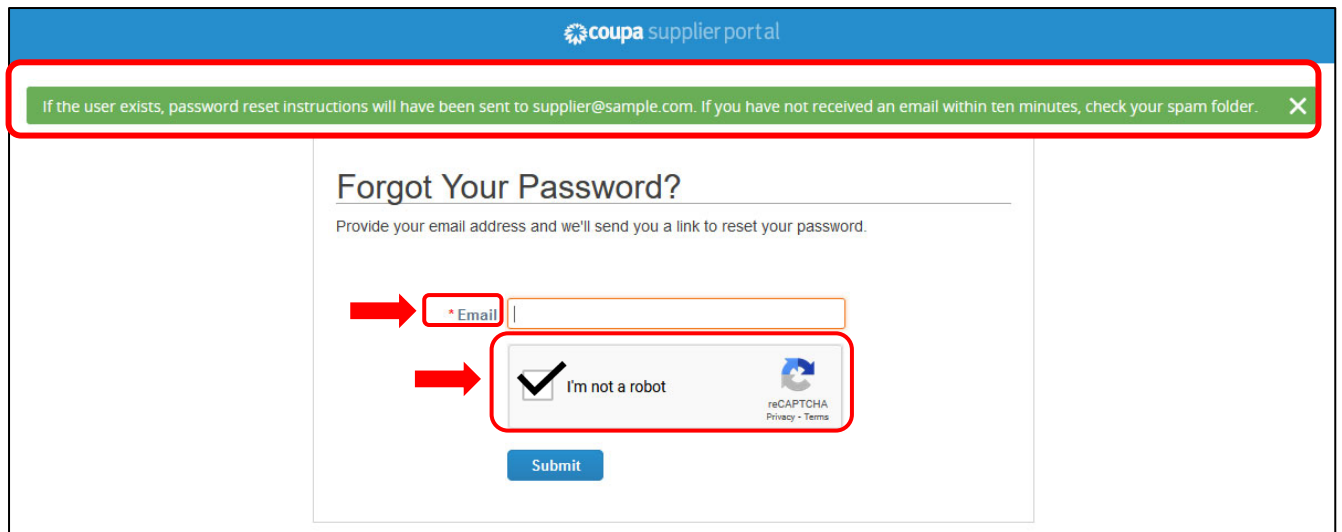 coupa supplier portal
If the user exists, password reset instructions will have been sent to supplier@sample.com. If you have not received an email within ten minutes, check your spam folder.
Forgot Your Password?
Provide your email address and we'll send you a link to reset your password.
* Email
I'm not a robot
reCAPTCHA
Privacy - Terms
Submit